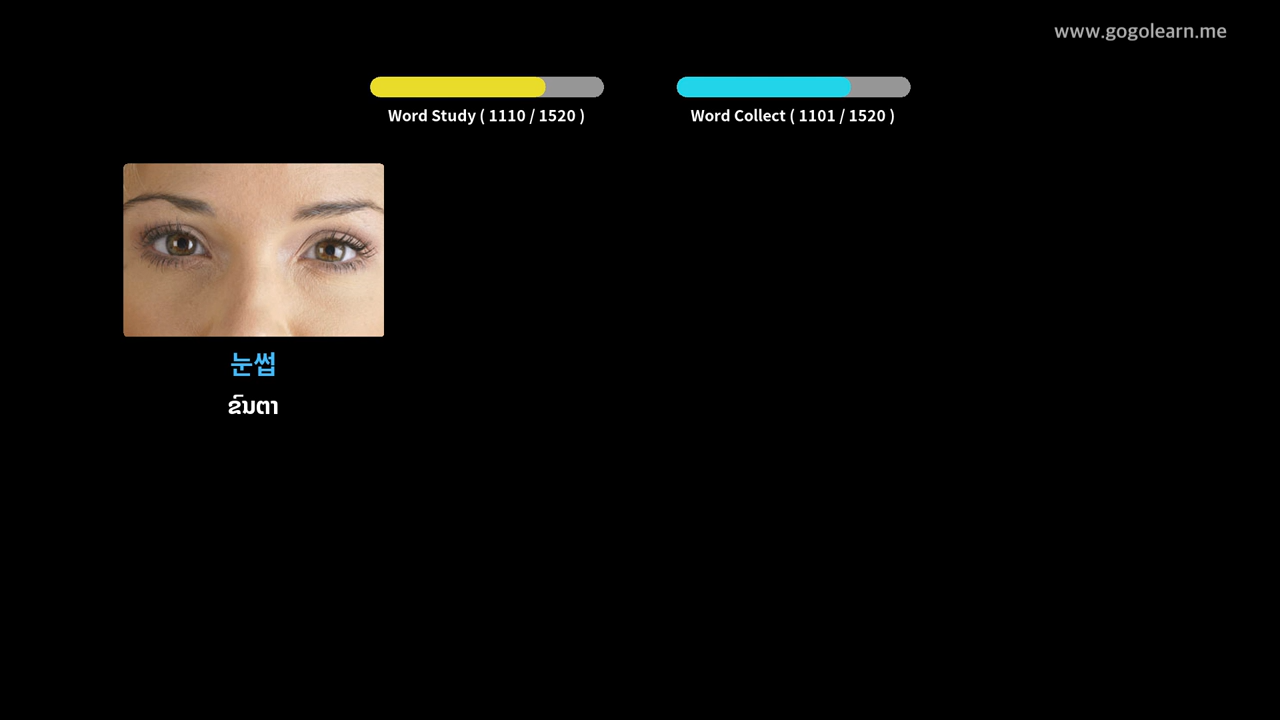 www.gogolearn.me
Word Study ( 1110 / 1520 )
Word Collect ( 1101 / 1520 )
눈썹
ຂົນຕາ